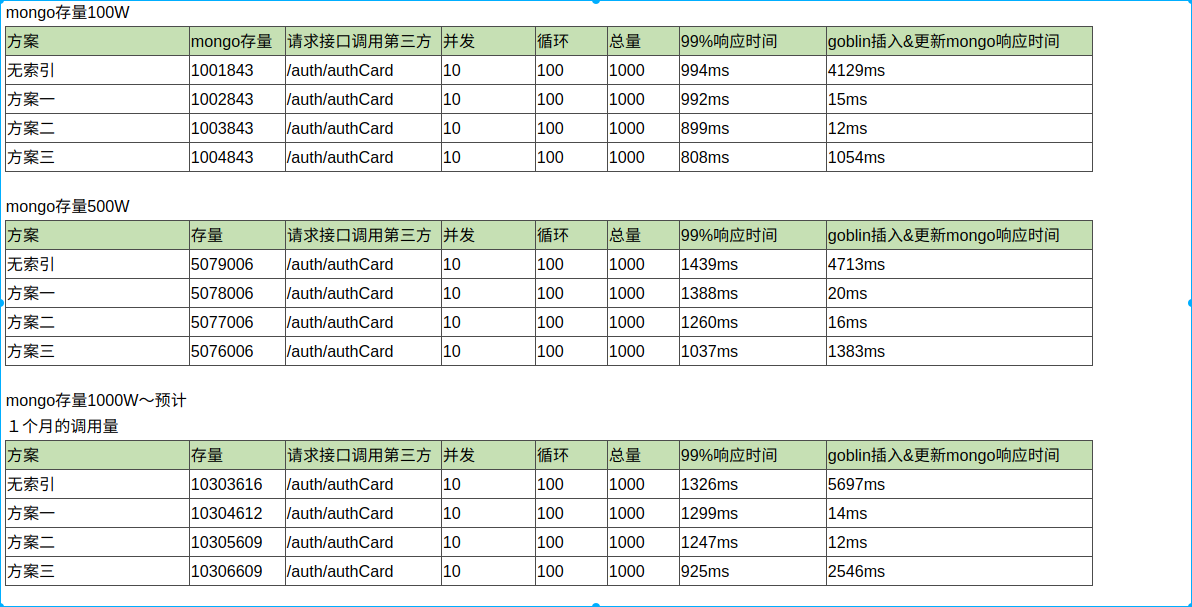 mongo存量100W
方案 mongo存量 请求接口调用第三方 并发 循环 总量 99%响应时间 goblin插入&更新mongo响应时间
无索引 1001843 /auth/authCard 10 100 1000 994ms 4129ms
方案一 1002843 /auth/authCard 10 100 1000 992ms 15ms
方案二 1003843 /auth/authCard 10 100 1000 899ms 12ms
方案三 1004843 /auth/authCard 10 100 1000 808ms 1054ms
mongo存量500W
方案 存量 请求接口调用第三方 并发 循环 总量 99%响应时间 goblin插入&更新mongo响应时间
无索引 5079006 /auth/authCard 10 100 1000 1439ms 4713ms
方案一 5078006 /auth/authCard 10 100 1000 1388ms 20ms
方案二 5077006 /auth/authCard 10 100 1000 1260ms 16ms
方案三 5076006 /auth/authCard 10 100 1000 1037ms 1383ms
mongo存量1000W～预计
１个月的调用量
方案 存量 请求接口调用第三方 并发 循环 总量 99%响应时间 goblin插入&更新mongo响应时间
无索引 10303616 /auth/authCard 10 100 1000 1326ms 5697ms
方案一 10304612 /auth/authCard 10 100 1000 1299ms 14ms
方案二 10305609 /auth/authCard 10 100 1000 1247ms 12ms
方案三 10306609 /auth/authCard 10 100 1000 925ms 2546ms